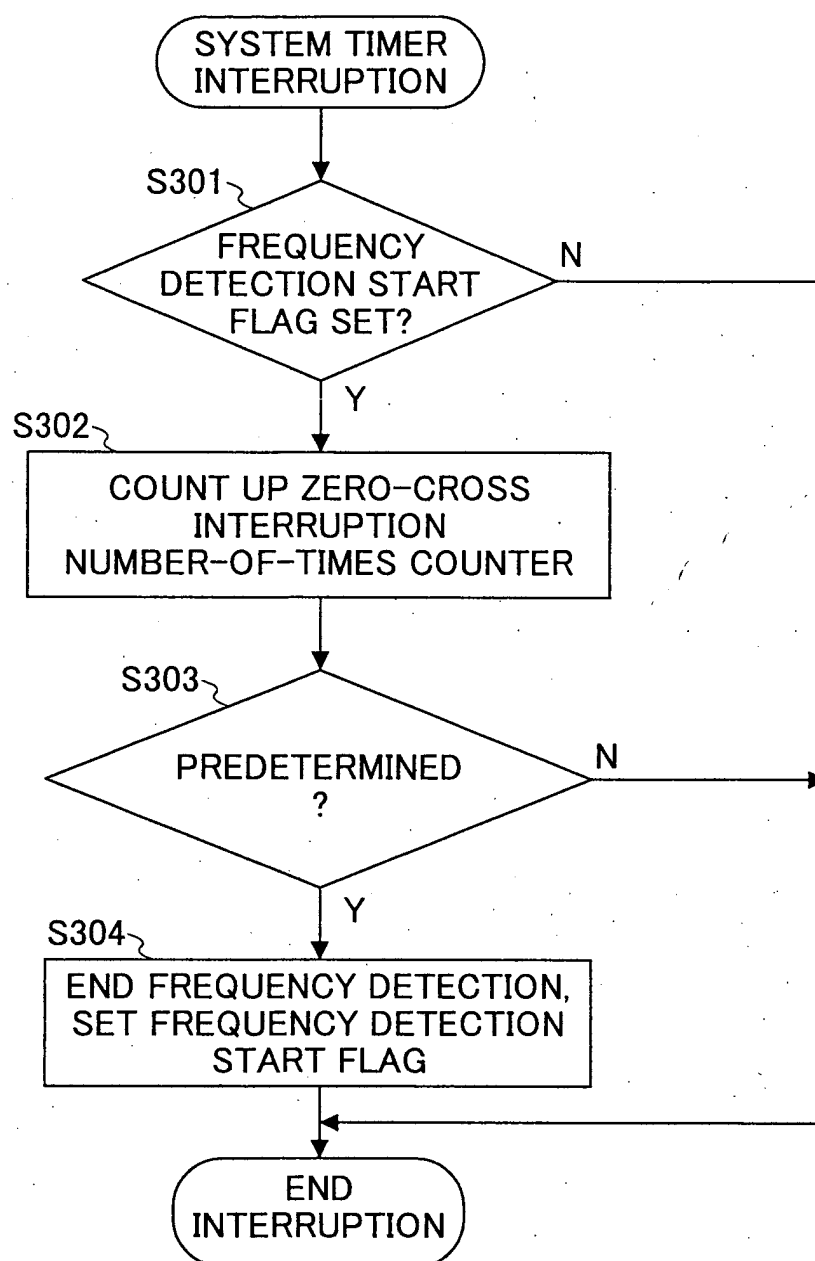 SYSTEM TIMER
INTERRUPTION
S301
FREQUENCY
DETECTION START
FLAG SET?
N
Y
S302
COUNT UP ZERO-CROSS
INTERRUPTION
NUMBER-OF-TIMES COUNTER
S303
PREDETERMINED
?
N
Y
S304
END FREQUENCY DETECTION,
SET FREQUENCY DETECTION
START FLAG
END
INTERRUPTION